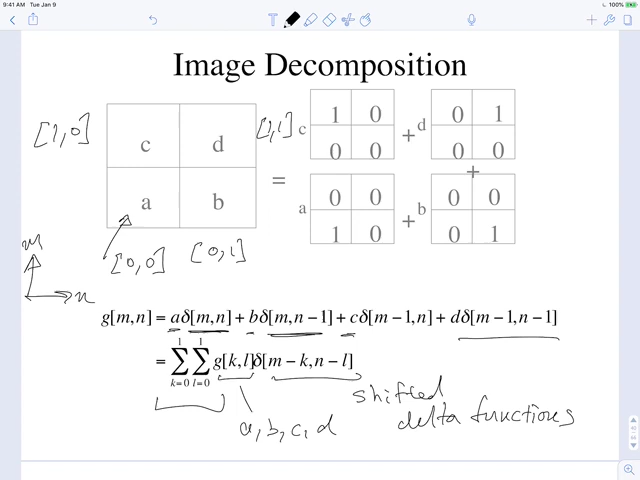 9:41 AM Tue Jan 9
100%
Image Decomposition
[1,0]
c d
a b
[1,1]
=
c
1 0
0 0
+
d
0 1
0 0
+
a
0 0
1 0
+
b
0 0
0 1
[0,0] [0,1]
m
n
g[m,n] = aδ[m,n] + bδ[m,n−1] + cδ[m−1,n] + dδ[m−1,n−1]
= ∑ₖ₌₀¹ ∑ₗ₌₀¹ g[k,l]δ[m−k,n−l]
a, b, c, d
shifted
delta functions